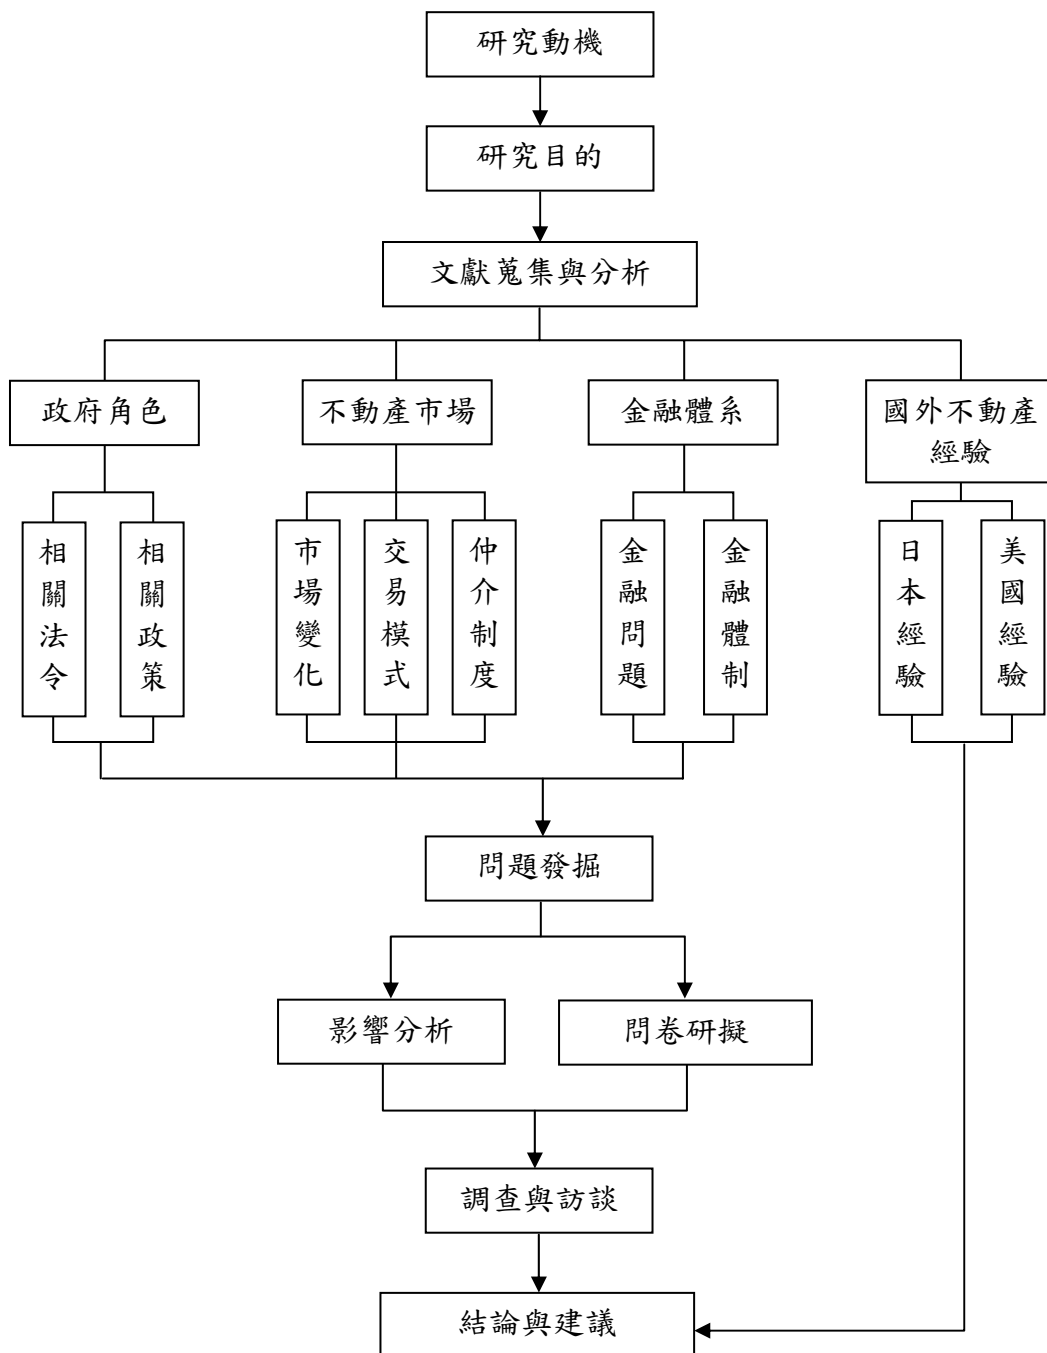 研究動機
研究目的
文獻蒐集與分析
政府角色
不動產市場
金融體系
國外不動產
經驗
相關法令
相關政策
市場變化
交易模式
仲介制度
金融問題
金融體制
日本經驗
美國經驗
問題發掘
影響分析
問卷研擬
調查與訪談
結論與建議